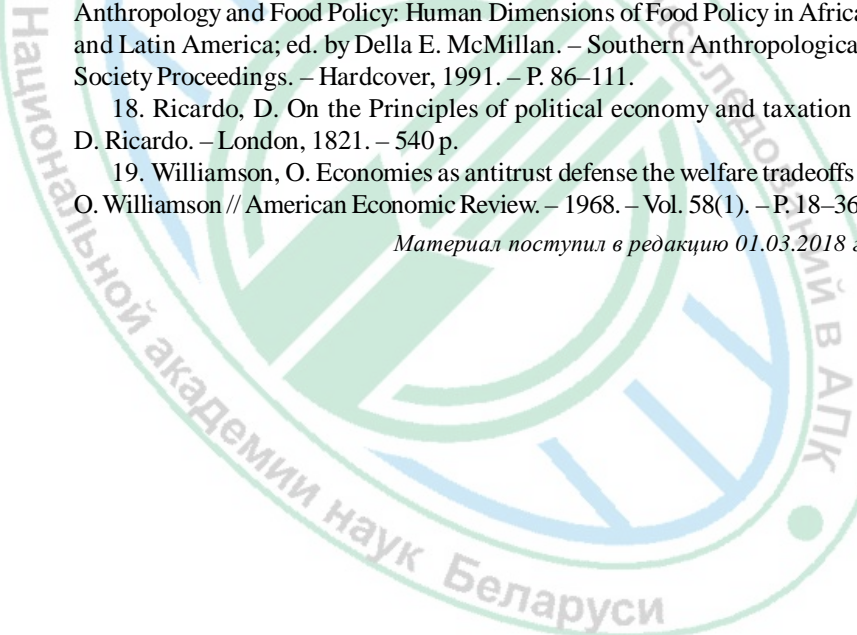 Anthropology and Food Policy: Human Dimensions of Food Policy in Africa
and Latin America; ed. by Della E. McMillan. – Southern Anthropologica
Society Proceedings. – Hardcover, 1991. – P. 86–111.
18. Ricardo, D. On the Principles of political economy and taxation
D. Ricardo. – London, 1821. – 540 p.
19. Williamson, O. Economies as antitrust defense the welfare tradeoffs
O. Williamson // American Economic Review. – 1968. – Vol. 58(1). – P. 18–36
Материал поступил в редакцию 01.03.2018 г
Национальной академии наук Беларуси
исследований в АПК